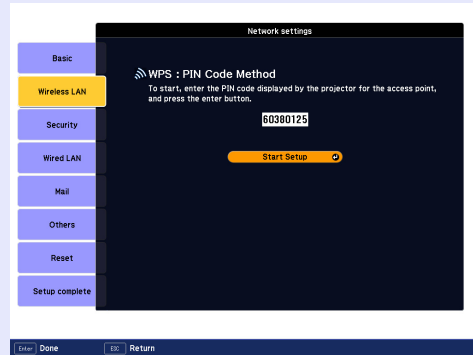 Network settings
Basic
Wireless LAN
Security
Wired LAN
Mail
Others
Reset
Setup complete
WPS : PIN Code Method
To start, enter the PIN code displayed by the projector for the access point,
and press the enter button.
60380125
Start Setup
Enter Done
ESC Return